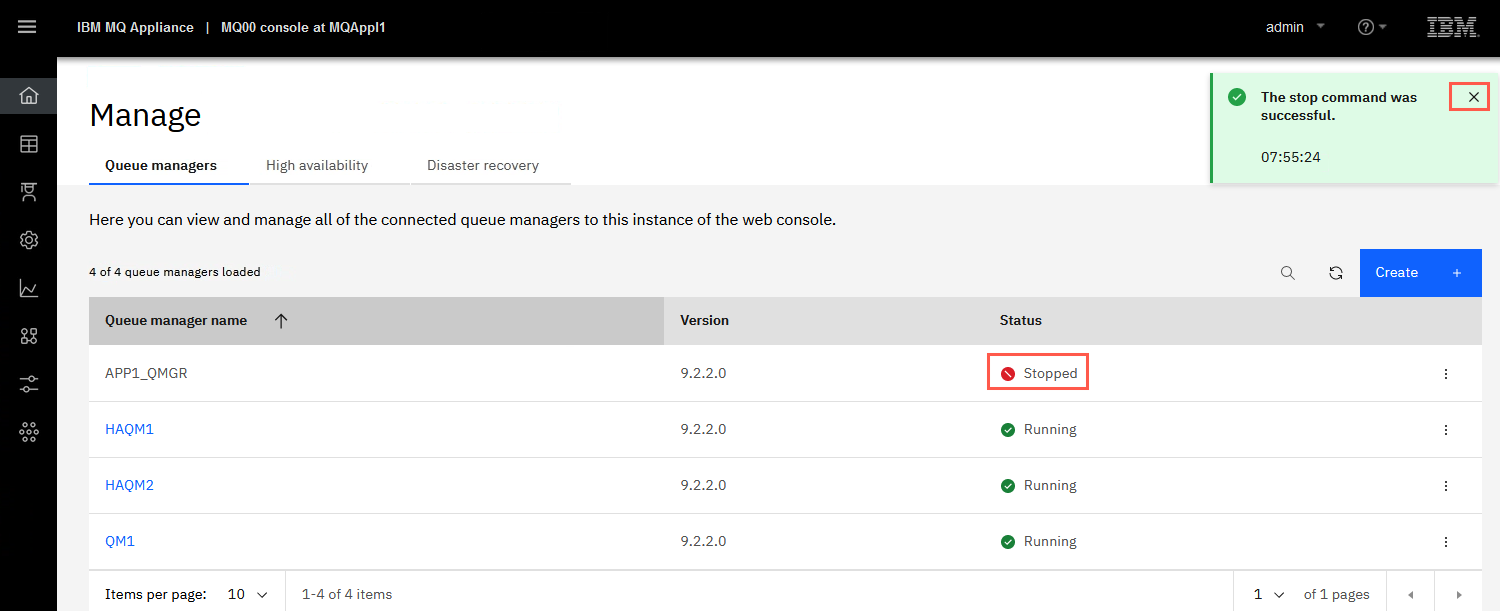 IBM MQ Appliance | MQ00 console at MQAppl1
admin
IBM
Manage
The stop command was
successful.
07:55:24
Queue managers High availability Disaster recovery
Here you can view and manage all of the connected queue managers to this instance of the web console.
4 of 4 queue managers loaded
Create +
Queue manager name Version Status
APP1_QMGR 9.2.2.0 Stopped
HAQM1 9.2.2.0 Running
HAQM2 9.2.2.0 Running
QM1 9.2.2.0 Running
Items per page: 10 1-4 of 4 items 1 of 1 pages